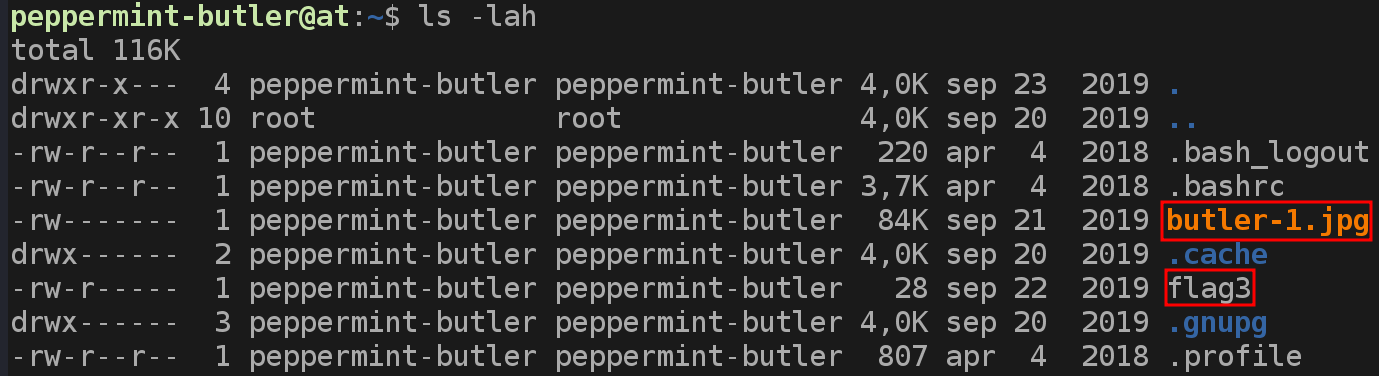 peppermint-butler@at:~$ ls -lah
total 116K
drwxr-x---  4 peppermint-butler peppermint-butler 4,0K sep 23  2019 .
drwxr-xr-x 10 root              root              4,0K sep 20  2019 ..
-rw-r--r--  1 peppermint-butler peppermint-butler  220 apr  4  2018 .bash_logout
-rw-r--r--  1 peppermint-butler peppermint-butler 3,7K apr  4  2018 .bashrc
-rw-------  1 peppermint-butler peppermint-butler  84K sep 21  2019 butler-1.jpg
drwx------  2 peppermint-butler peppermint-butler 4,0K sep 20  2019 .cache
-rw-r-----  1 peppermint-butler peppermint-butler   28 sep 22  2019 flag3
drwx------  3 peppermint-butler peppermint-butler 4,0K sep 20  2019 .gnupg
-rw-r--r--  1 peppermint-butler peppermint-butler  807 apr  4  2018 .profile